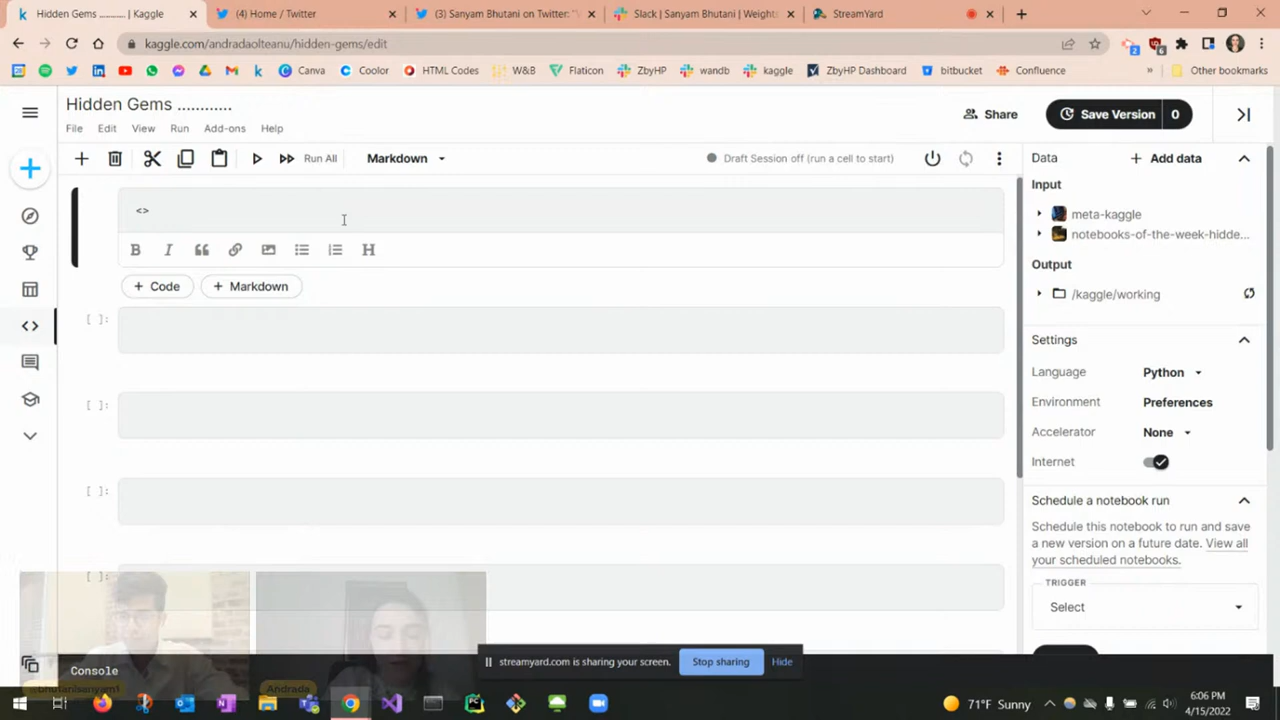 Hidden Gems ............ | Kaggle
(4) Home / Twitter
(3) Sanyam Bhutani on Twitter: "
Slack | Sanyam Bhutani | Weight
StreamYard
kaggle.com/andradaolteanu/hidden-gems/edit
2
6
Canva
Coolor
HTML Codes
W&B
Flaticon
ZbyHP
wandb
kaggle
ZbyHP Dashboard
bitbucket
Confluence
»
Other bookmarks
Hidden Gems ............
Share
Save Version
0
File
Edit
View
Run
Add-ons
Help
Run All
Markdown
Draft Session off (run a cell to start)
Data
Add data
Input
meta-kaggle
notebooks-of-the-week-hidde...
Output
/kaggle/working
<>
B I H
+ Code
+ Markdown
[ ]:
[ ]:
[ ]:
[ ]:
Settings
Language
Python
Environment
Preferences
Accelerator
None
Internet
Schedule a notebook run
Schedule this notebook to run and save
a new version on a future date. View all
your scheduled notebooks.
TRIGGER
Select
streamyard.com is sharing your screen.
Stop sharing
Hide
Console
@bhutanisanyam1
Andrada
71°F Sunny
6:06 PM
4/15/2022